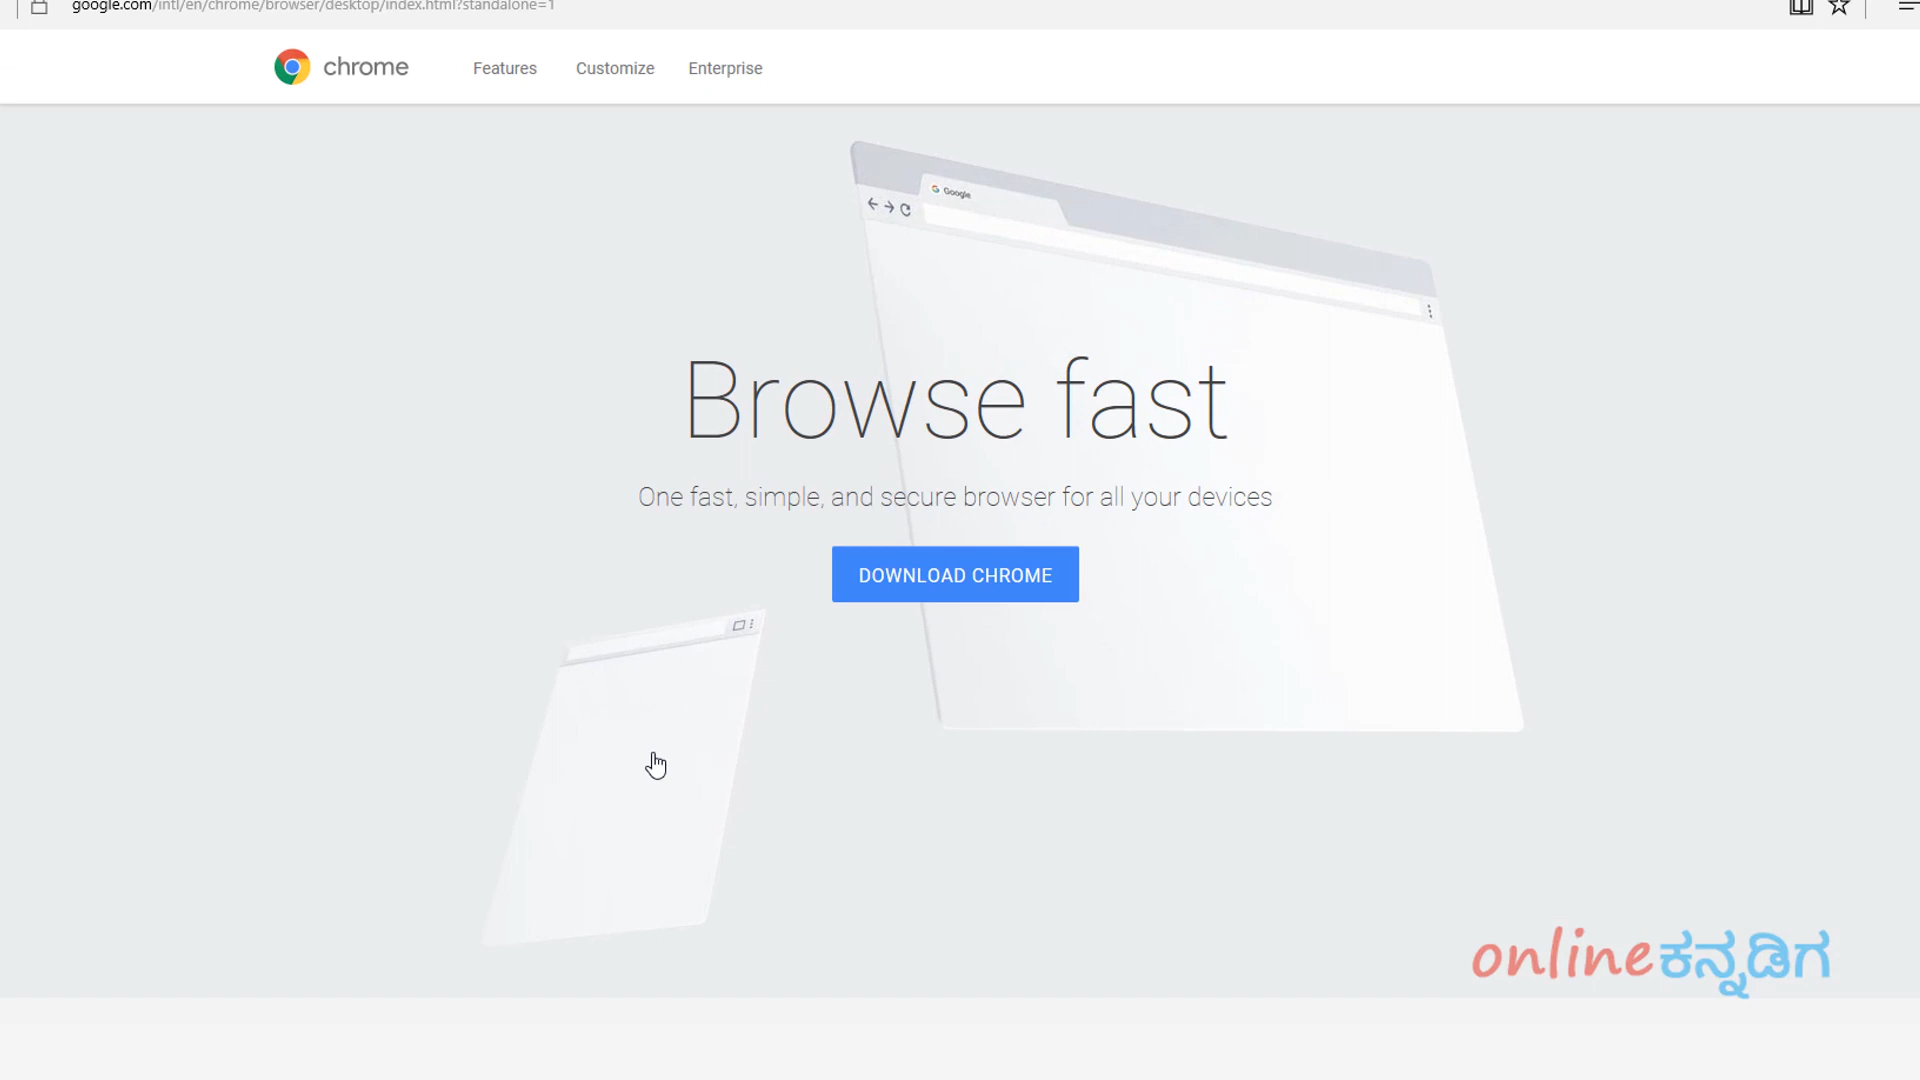 google.com/intl/en/chrome/browser/desktop/index.html?standalone=1
chrome Features Customize Enterprise
Google
Browse fast
One fast, simple, and secure browser for all your devices
DOWNLOAD CHROME
onlineಕನ್ನಡಿಗ